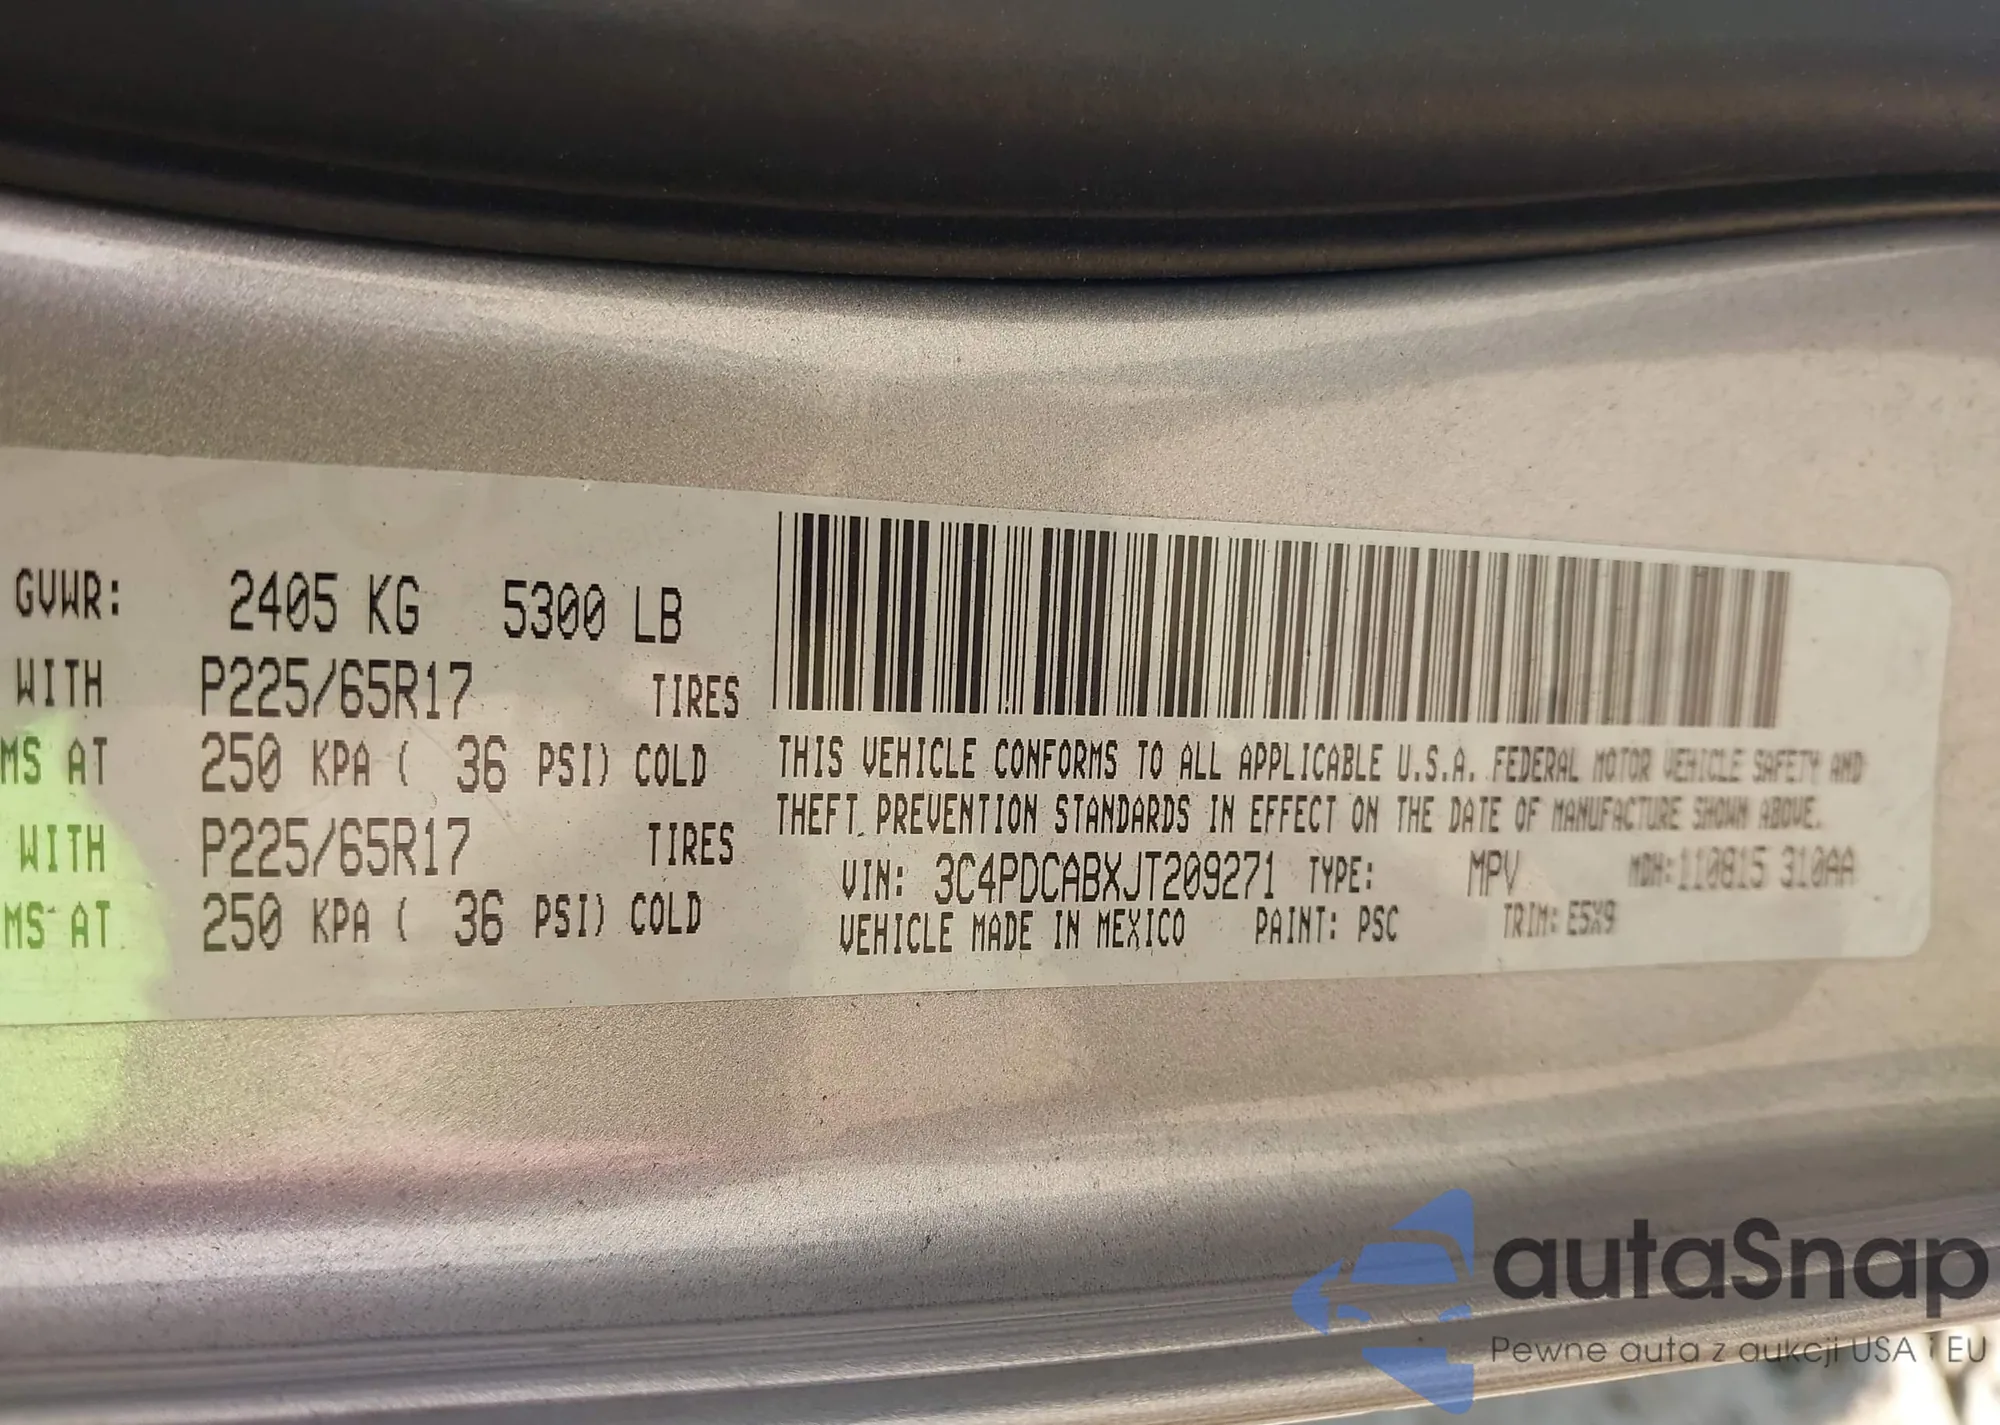 GVWR: 2405 KG 5300 LB
WITH P225/65R17 TIRES
MS AT 250 KPA ( 36 PSI) COLD
WITH P225/65R17 TIRES
MS AT 250 KPA ( 36 PSI) COLD
THIS VEHICLE CONFORMS TO ALL APPLICABLE U.S.A. FEDERAL MOTOR VEHICLE SAFETY AND
THEFT PREVENTION STANDARDS IN EFFECT ON THE DATE OF MANUFACTURE SHOWN ABOVE.
VIN: 3C4PDCABXJT209271 TYPE: MPV MDH:110815 310AA
VEHICLE MADE IN MEXICO PAINT: PSC TRIM: E5X9
autaSnap
Pewne auta z aukcji USA i EU